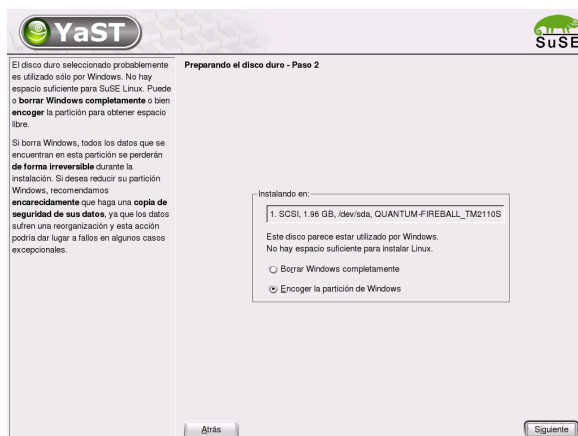 YaST
SuSE
El disco duro seleccionado probablemente
es utilizado sólo por Windows. No hay
espacio suficiente para SuSE Linux. Puede
o borrar Windows completamente o bien
encoger la partición para obtener espacio
libre.
Si borra Windows, todos los datos que se
encuentran en esta partición se perderán
de forma irreversible durante la
instalación. Si desea reducir su partición
Windows, recomendamos
encarecidamente que haga una copia de
seguridad de sus datos, ya que los datos
sufren una reorganización y esta acción
podría dar lugar a fallos en algunos casos
excepcionales.
Preparando el disco duro - Paso 2
Instalando en:
1. SCSI, 1.96 GB, /dev/sda, QUANTUM-FIREBALL_TM2110S
Este disco parece estar utilizado por Windows.
No hay espacio suficiente para instalar Linux.
Borrar Windows completamente
Encoger la partición de Windows
Atrás
Siguiente